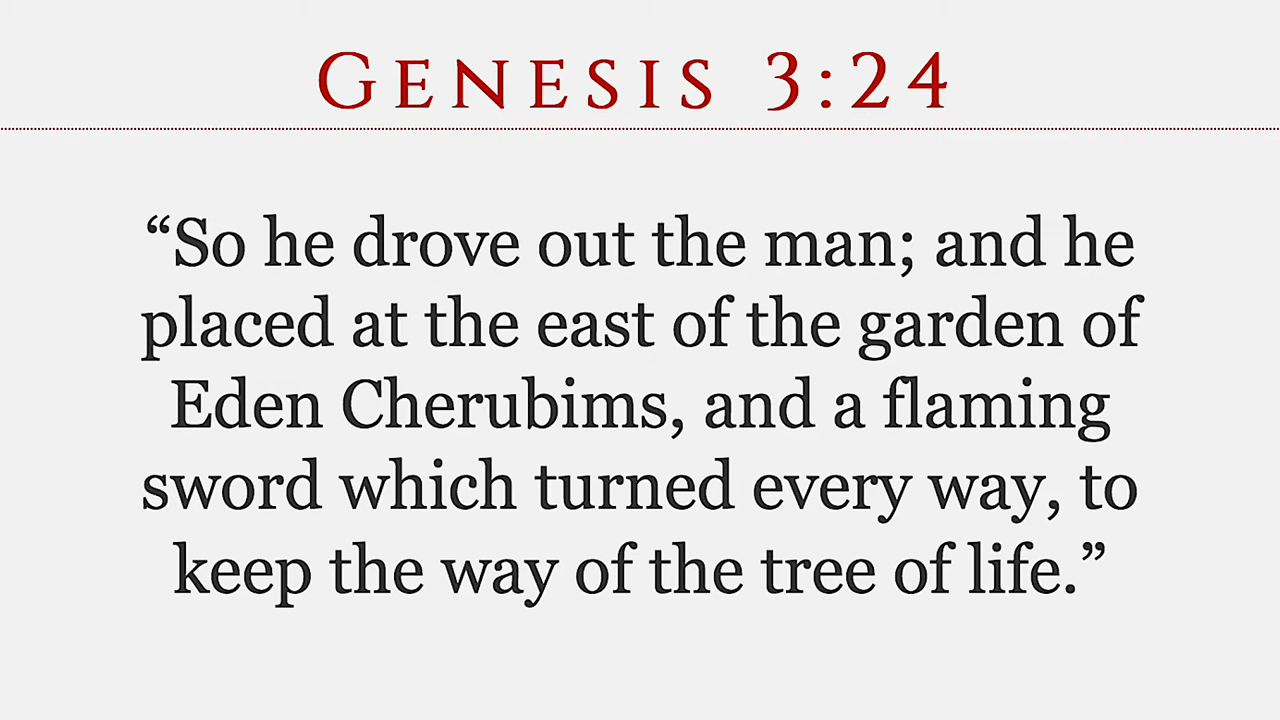 Genesis 3:24
“So he drove out the man; and he
placed at the east of the garden of
Eden Cherubims, and a flaming
sword which turned every way, to
keep the way of the tree of life.”